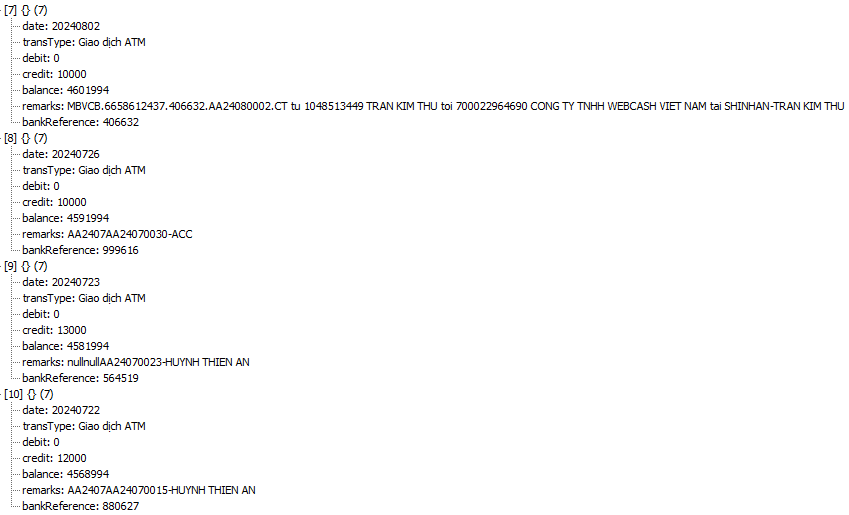 [7] {} (7)
date: 20240802
transType: Giao dịch ATM
debit: 0
credit: 10000
balance: 4601994
remarks: MBVCB.6658612437.406632.AA24080002.CT tu 1048513449 TRAN KIM THU toi 700022964690 CONG TY TNHH WEBCASH VIET NAM tai SHINHAN-TRAN KIM THU
bankReference: 406632
[8] {} (7)
date: 20240726
transType: Giao dịch ATM
debit: 0
credit: 10000
balance: 4591994
remarks: AA2407AA24070030-ACC
bankReference: 999616
[9] {} (7)
date: 20240723
transType: Giao dịch ATM
debit: 0
credit: 13000
balance: 4581994
remarks: nullnullAA24070023-HUYNH THIEN AN
bankReference: 564519
[10] {} (7)
date: 20240722
transType: Giao dịch ATM
debit: 0
credit: 12000
balance: 4568994
remarks: AA2407AA24070015-HUYNH THIEN AN
bankReference: 880627